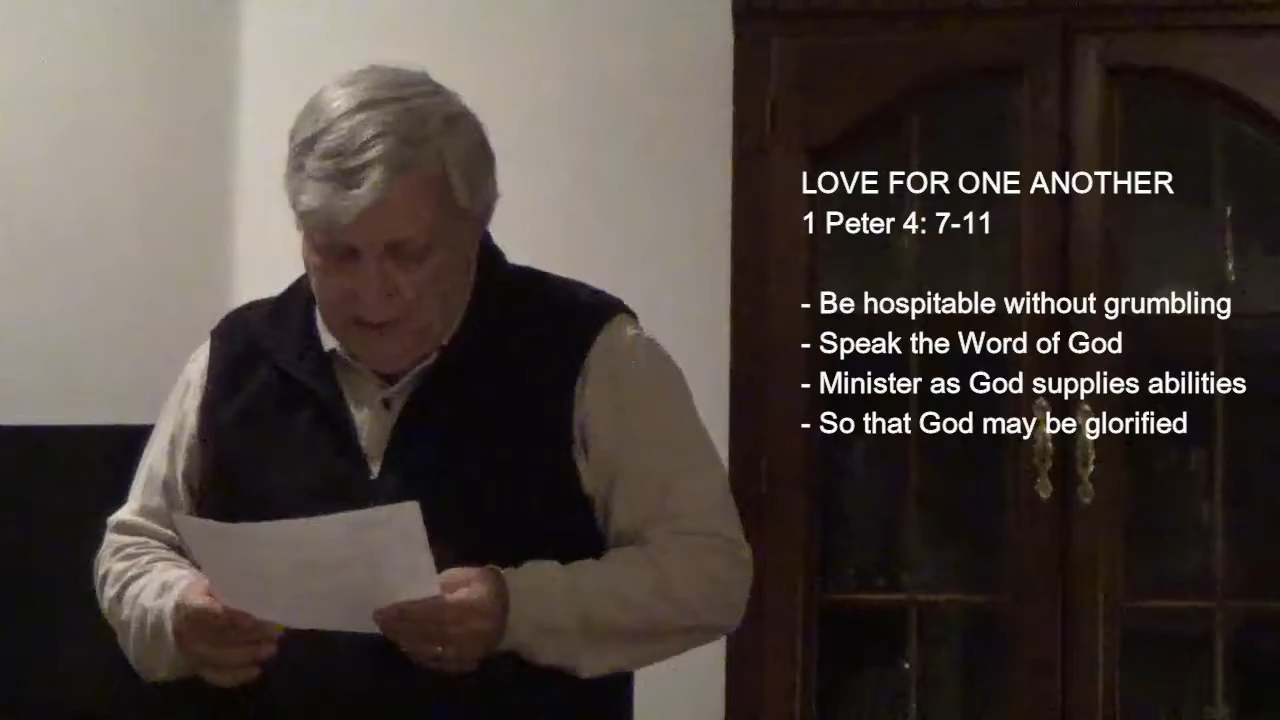 LOVE FOR ONE ANOTHER
1 Peter 4: 7-11
- Be hospitable without grumbling
- Speak the Word of God
- Minister as God supplies abilities
- So that God may be glorified